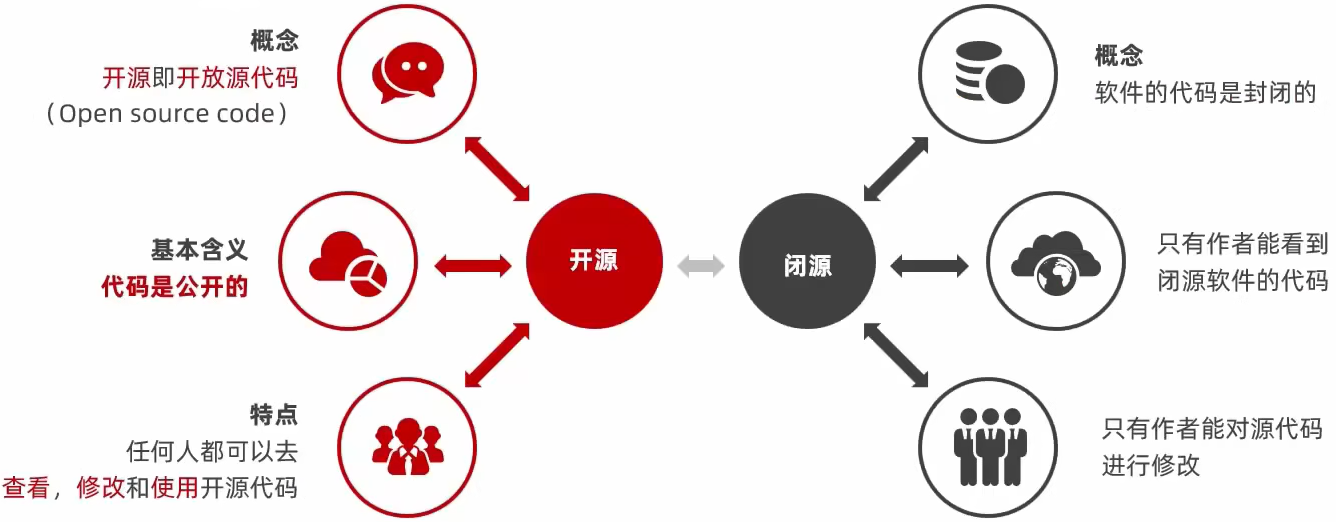 概念
开源即开放源代码
（Open source code）
基本含义
代码是公开的
特点
任何人都可以去
查看，修改和使用开源代码
开源
闭源
概念
软件的代码是封闭的
只有作者能看到
闭源软件的代码
只有作者能对源代码
进行修改